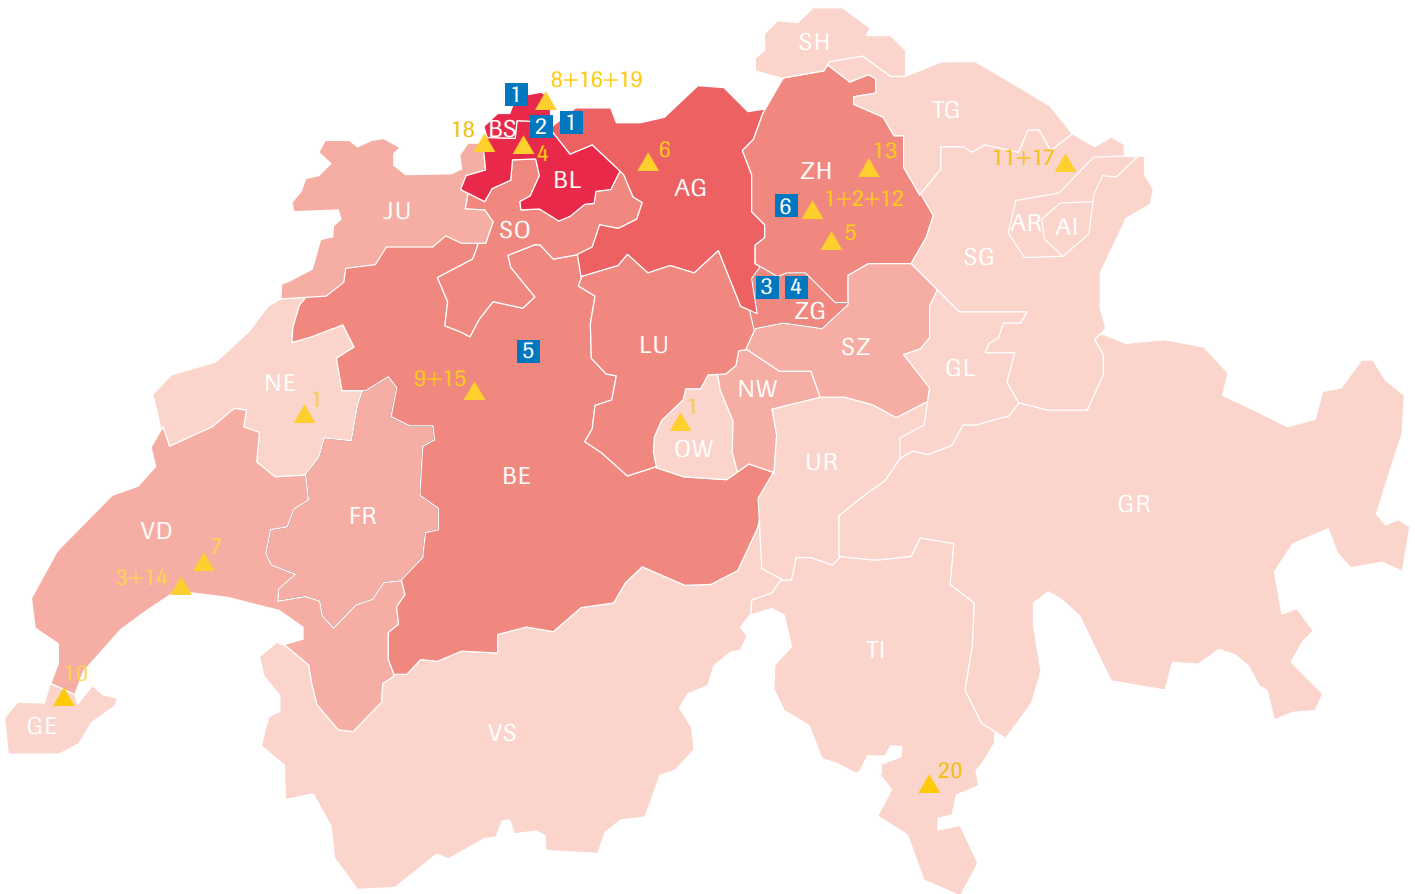 SH
8+16+19
1
TG
2
1
18
BS
4
6
11+17
13
ZH
BL
AG
1+2+12
6
JU
AR
AI
SO
5
SG
3
4
ZG
LU
SZ
5
GL
NE
9+15
NW
1
1
OW
UR
BE
GR
FR
VD
7
3+14
TI
10
GE
VS
20